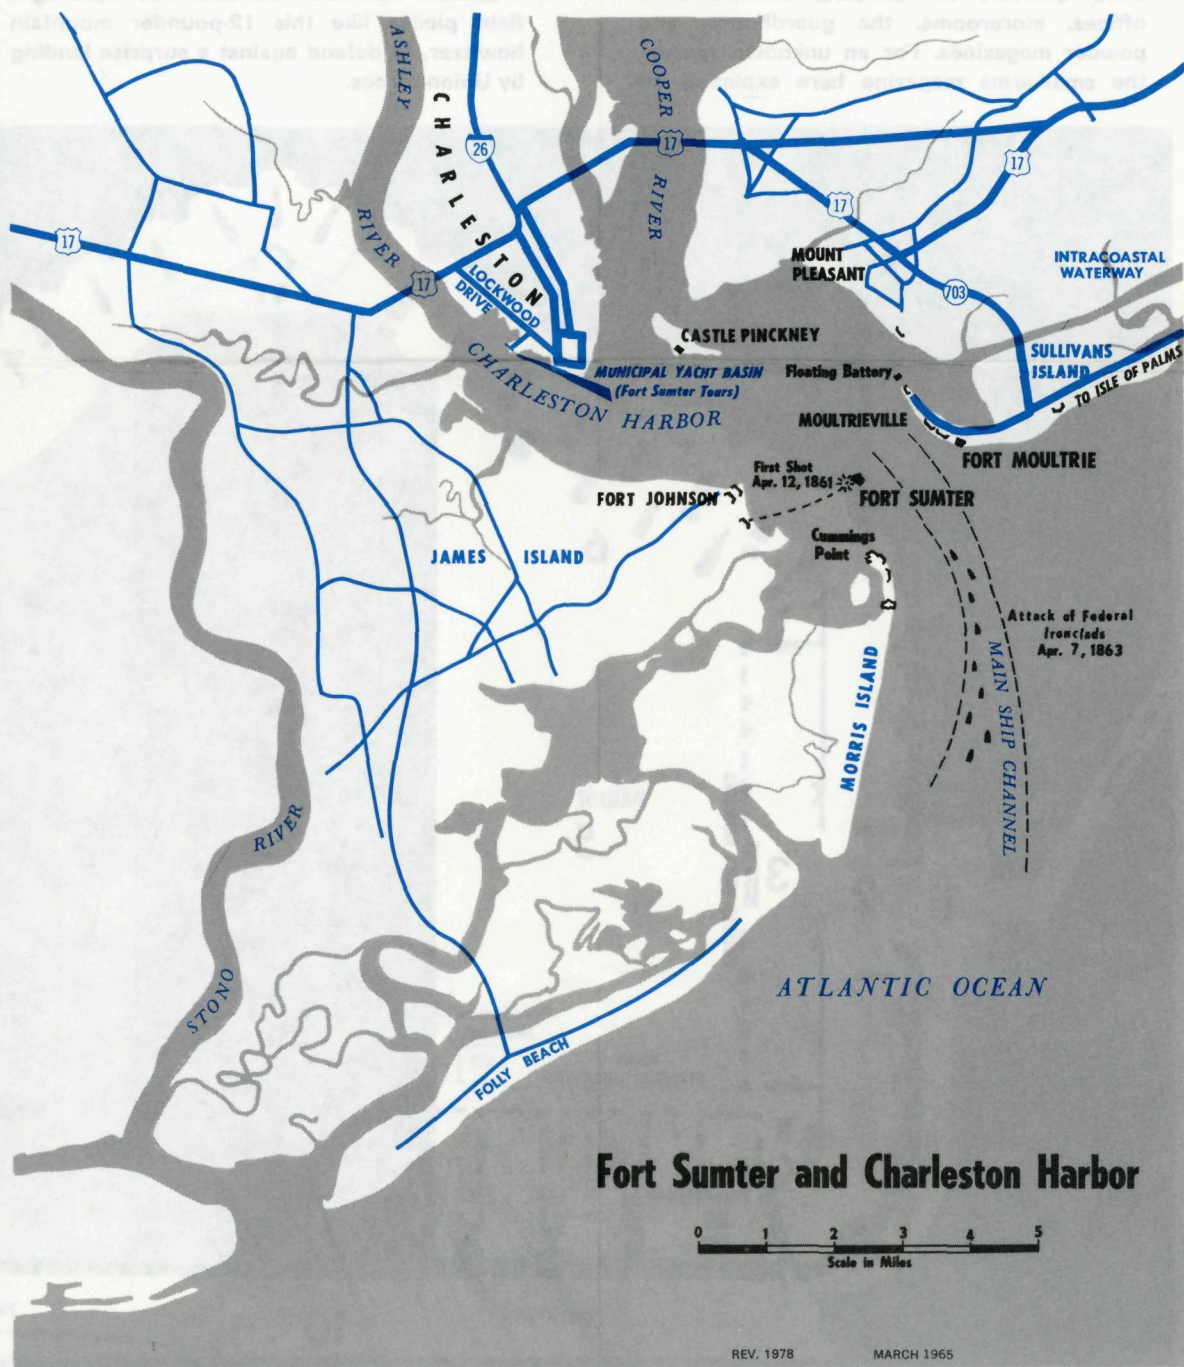 ASHLEY
RIVER
COOPER
RIVER
CHARLESTON
26
17
17
17
17
17
703
LOCKWOOD
DRIVE
MOUNT
PLEASANT
INTRACOASTAL
WATERWAY
CASTLE PINCKNEY
SULLIVANS
ISLAND
TO ISLE OF PALMS
MUNICIPAL YACHT BASIN
(Fort Sumter Tours)
Floating Battery
CHARLESTON HARBOR
MOULTRIEVILLE
FORT MOULTRIE
First Shot
Apr. 12, 1861
FORT JOHNSON
FORT SUMTER
Cummings
Point
JAMES ISLAND
Attack of Federal
Ironclads
Apr. 7, 1863
MORRIS ISLAND
MAIN SHIP CHANNEL
STONO RIVER
ATLANTIC OCEAN
FOLLY BEACH
Fort Sumter and Charleston Harbor
0 1 2 3 4 5
Scale in Miles
REV. 1978 MARCH 1965